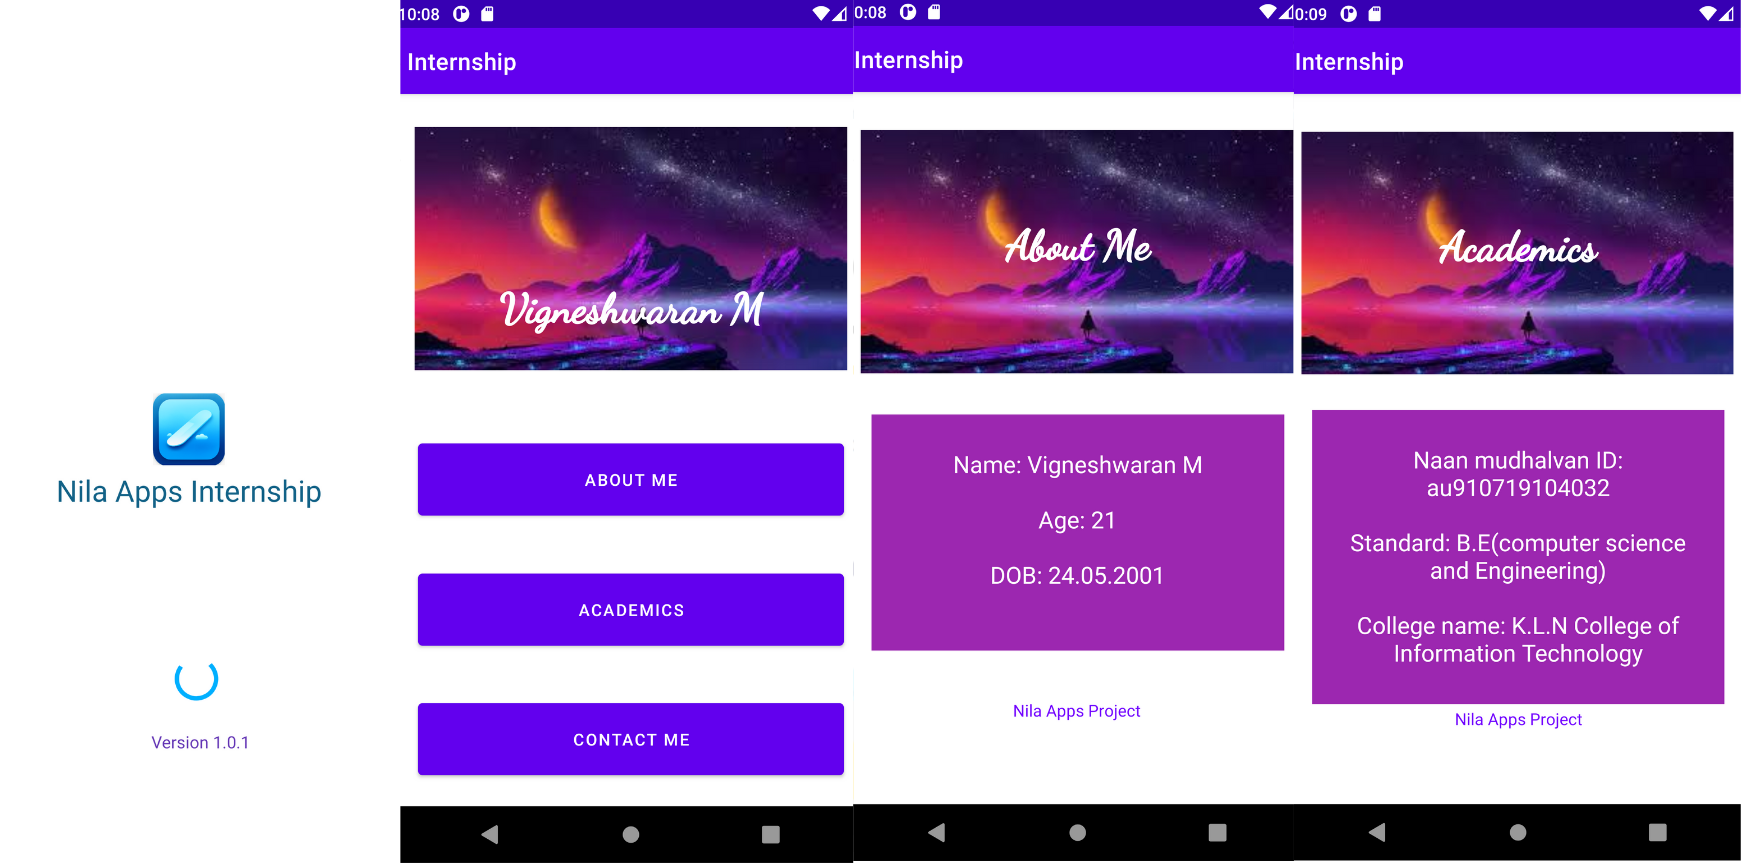 Nila Apps Internship
Version 1.0.1
10:08
Internship
Vigneshwaran M
ABOUT ME
ACADEMICS
CONTACT ME
0:08
Internship
About Me
Name: Vigneshwaran M
Age: 21
DOB: 24.05.2001
Nila Apps Project
0:09
Internship
Academics
Naan mudhalvan ID:
au910719104032
Standard: B.E(computer science
and Engineering)
College name: K.L.N College of
Information Technology
Nila Apps Project